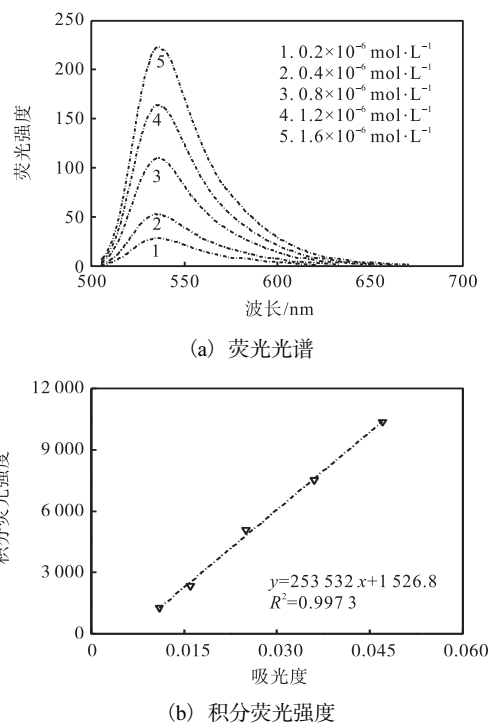 250
200
150
100
50
0
荧光强度
1. 0.2×10⁻⁶ mol·L⁻¹
2. 0.4×10⁻⁶ mol·L⁻¹
3. 0.8×10⁻⁶ mol·L⁻¹
4. 1.2×10⁻⁶ mol·L⁻¹
5. 1.6×10⁻⁶ mol·L⁻¹
5
4
3
2
1
500 550 600 650 700
波长/nm
(a) 荧光光谱
12 000
9 000
6 000
3 000
0
积分荧光强度
y=253 532 x+1 526.8
R²=0.997 3
0 0.015 0.030 0.045 0.060
吸光度
(b) 积分荧光强度